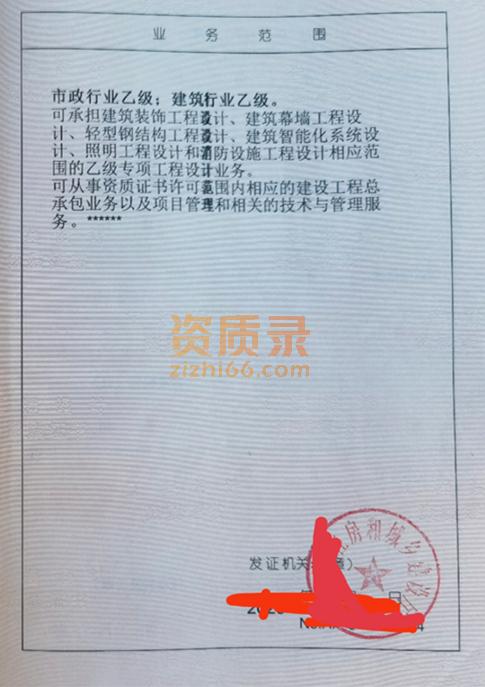 业务范围
市政行业乙级；建筑行业乙级。
可承担建筑装饰工程设计、建筑幕墙工程设
计、轻型钢结构工程设计、建筑智能化系统设
计、照明工程设计和消防设施工程设计相应范
围的乙级专项工程设计业务。
可从事资质证书许可范围内相应的建设工程总
承包业务以及项目管理和相关的技术与管理服
务。******
资质录
zizhi66.com
房和城乡建设
发证机关
日